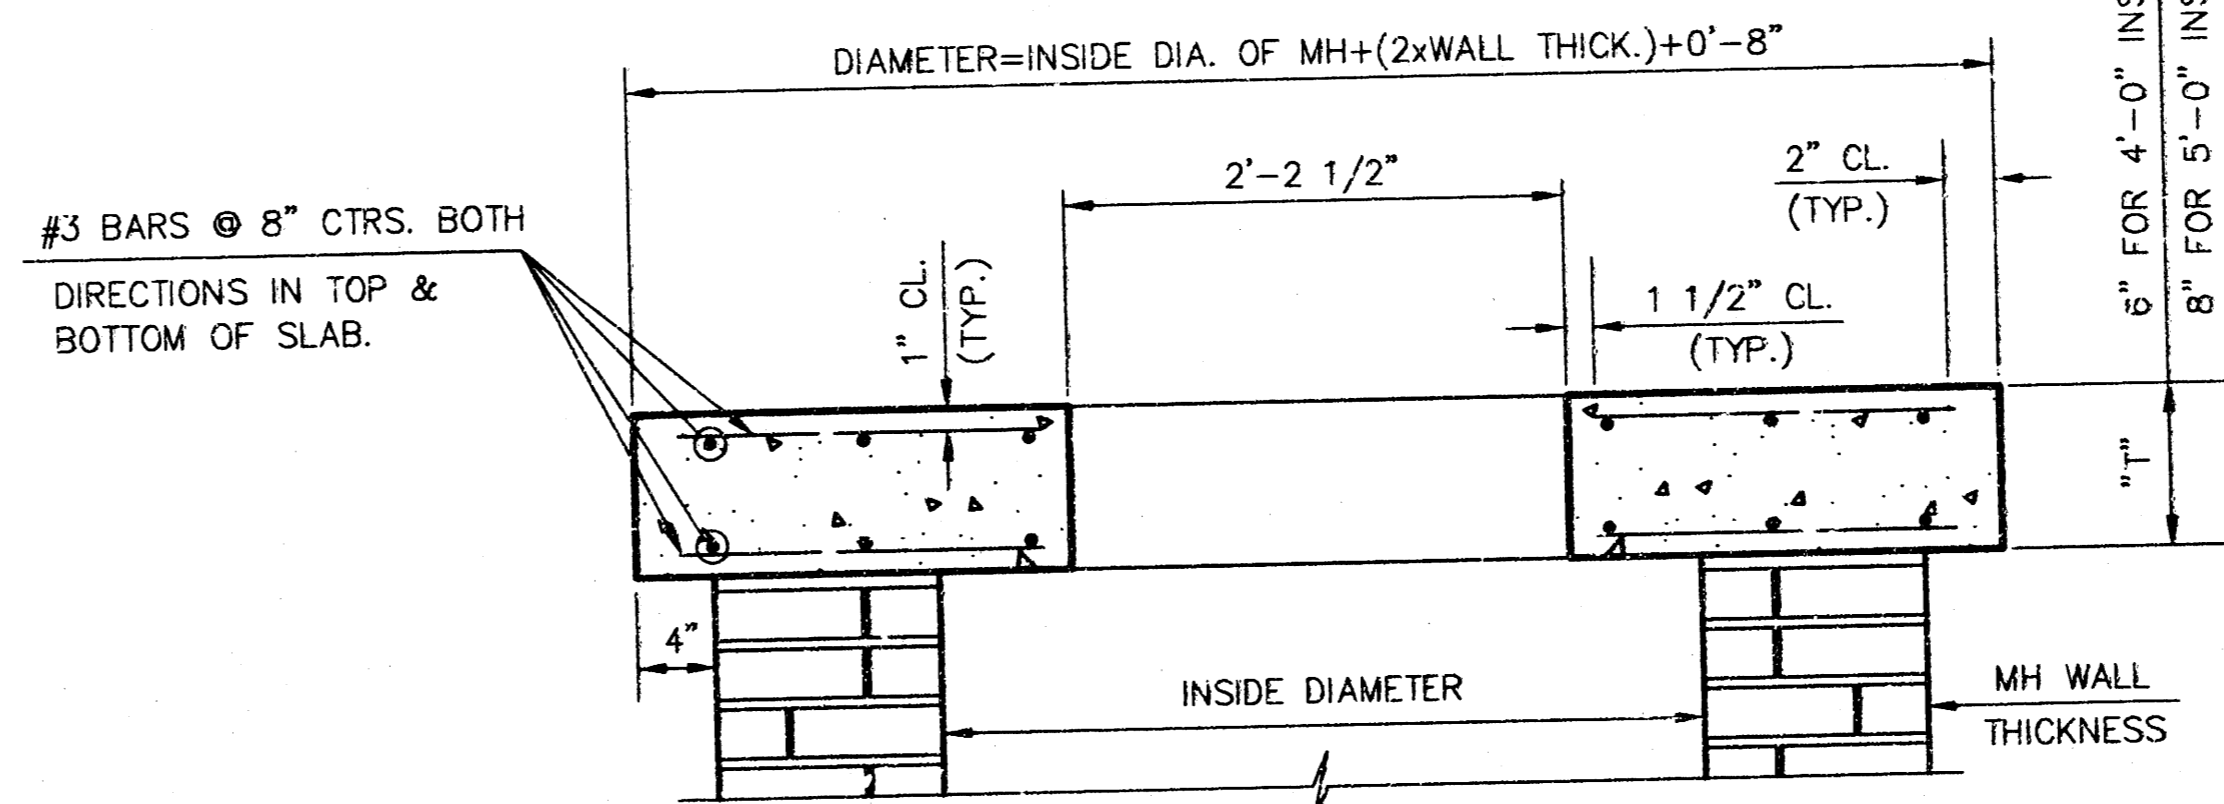 DIAMETER=INSIDE DIA. OF MH+(2xWALL THICK.)+0'-8"
6" FOR 4'-0" INS
8" FOR 5'-0" INS
2'-2 1/2"
2" CL.
(TYP.)
#3 BARS @ 8" CTRS. BOTH
DIRECTIONS IN TOP &
BOTTOM OF SLAB.
1" CL.
(TYP.)
1 1/2" CL.
(TYP.)
"T"
4"
INSIDE DIAMETER
MH WALL
THICKNESS